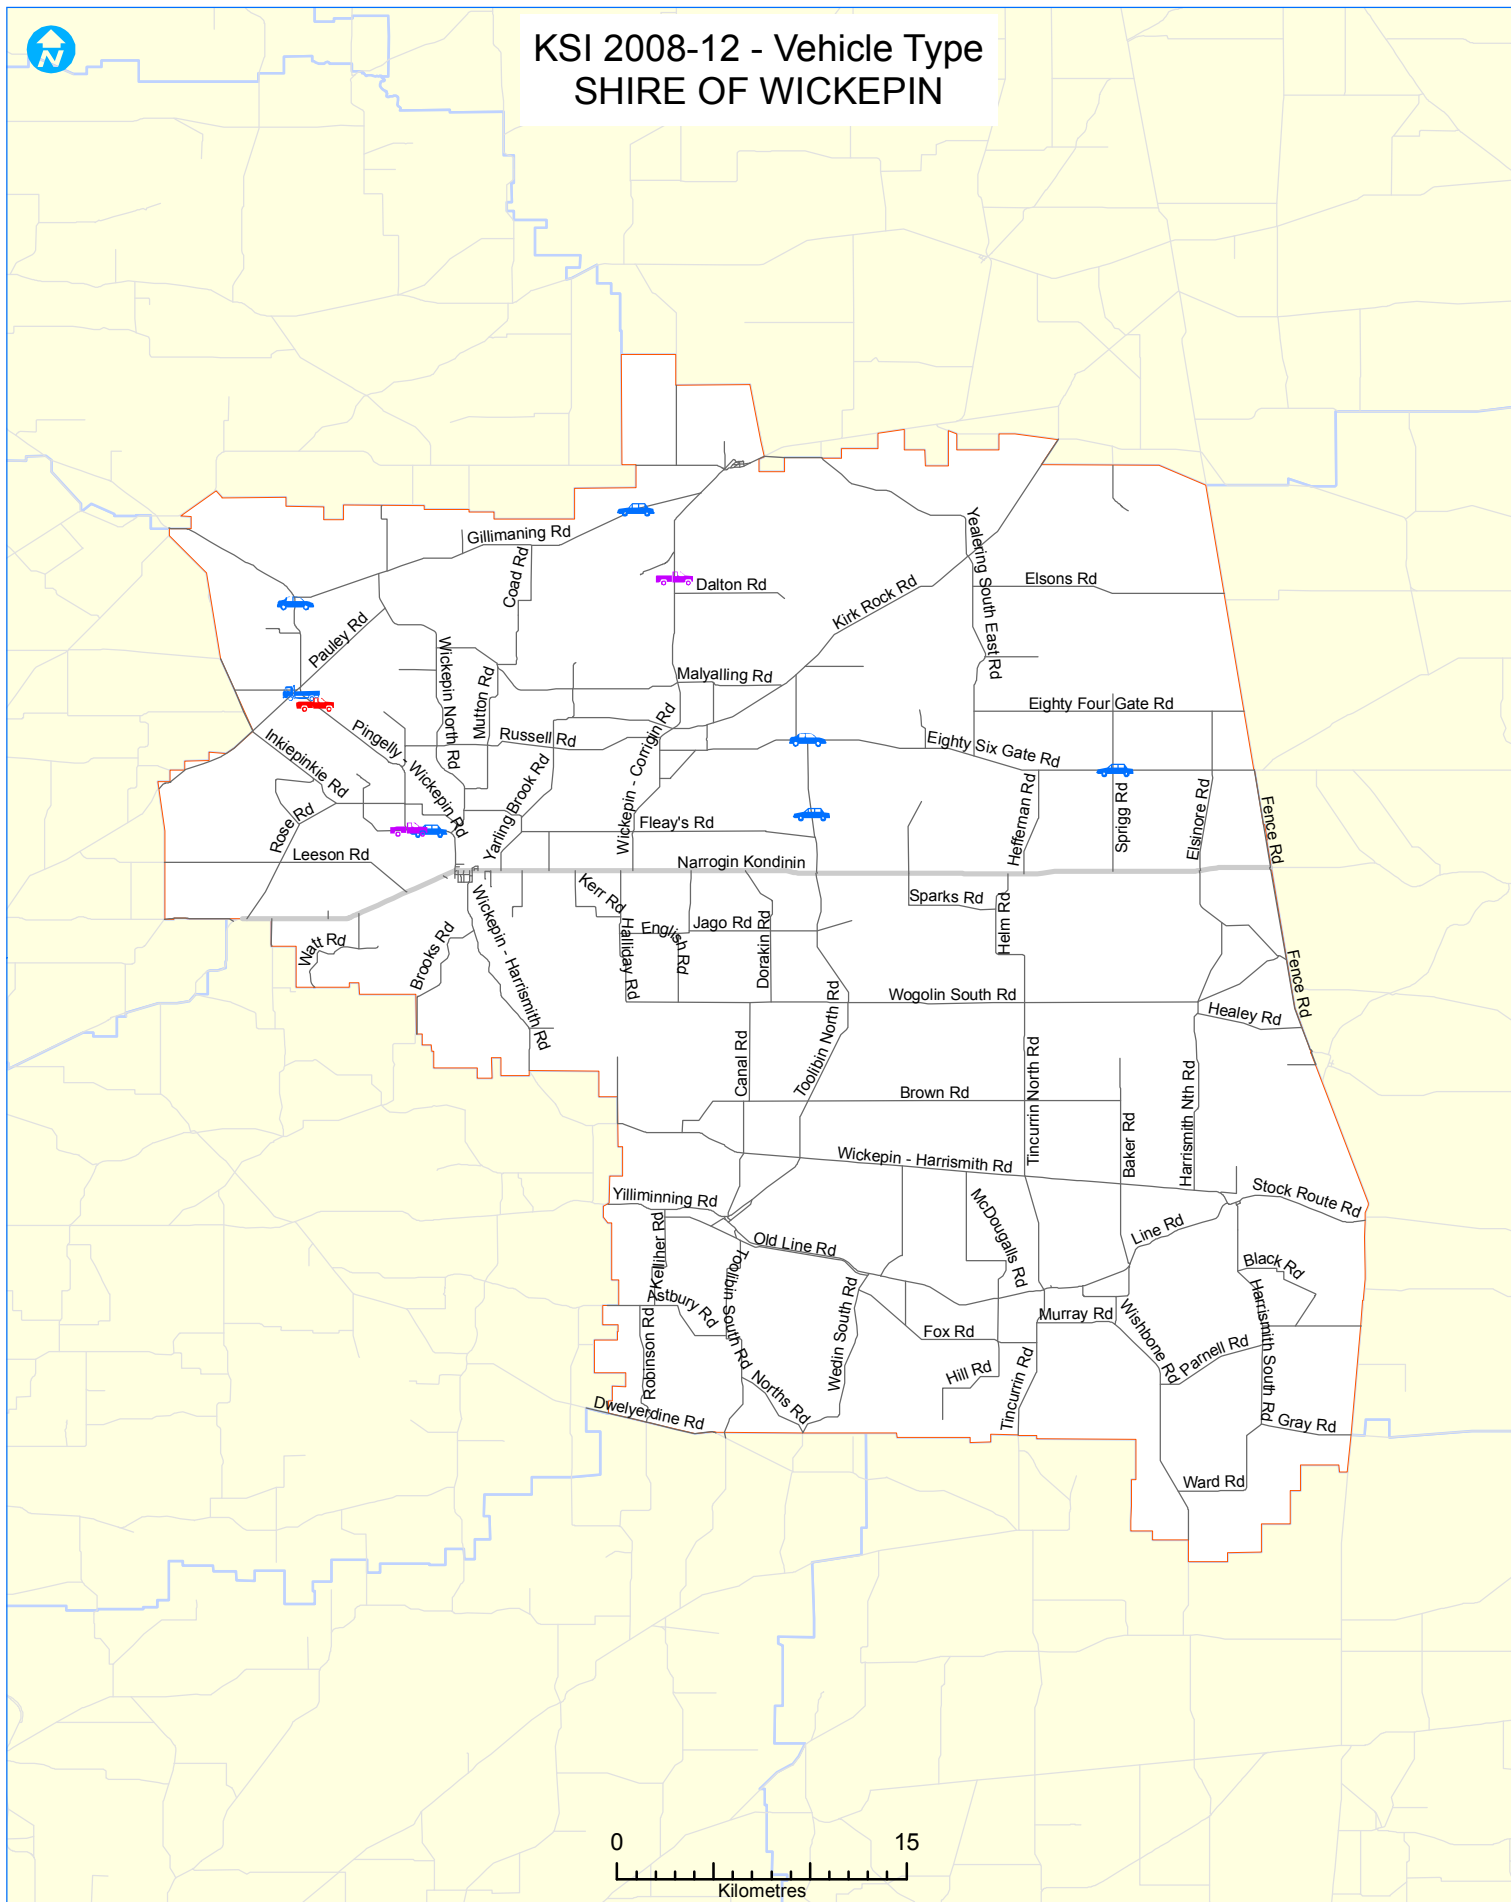 KSI 2008-12 - Vehicle Type
SHIRE OF WICKEPIN
N
Gillimaning Rd
Coad Rd
Dalton Rd
Yealering South East Rd
Elsons Rd
Kirk Rock Rd
Pauley Rd
Wickepin North Rd
Mutton Rd
Malyalling Rd
Eighty Four Gate Rd
Pingelly - Wickepin Rd
Russell Rd
Wickepin - Corrigin Rd
Eighty Six Gate Rd
Inkiepinkie Rd
Yarling Brook Rd
Heffernan Rd
Sprigg Rd
Elsinore Rd
Fence Rd
Rose Rd
Fleay's Rd
Leeson Rd
Narrogin Kondinin
Kerr Rd
Sparks Rd
Wickepin - Harrismith Rd
Halliday Rd
English Rd
Jago Rd
Dorakin Rd
Helm Rd
Watt Rd
Brooks Rd
Fence Rd
Wogolin South Rd
Healey Rd
Toolibin North Rd
Canal Rd
Tincurrin North Rd
Harrismith Nth Rd
Brown Rd
Baker Rd
Wickepin - Harrismith Rd
Yilliminning Rd
McDougalls Rd
Stock Route Rd
Line Rd
Kelliher Rd
Old Line Rd
Toolibin South Rd
Black Rd
Astbury Rd
Harrismith South Rd
Robinson Rd
Wedin South Rd
Murray Rd
Wishbone Rd
Fox Rd
Parnell Rd
Hill Rd
Norths Rd
Tincurrin Rd
Dwelyerdine Rd
Gray Rd
Ward Rd
0 15
Kilometres